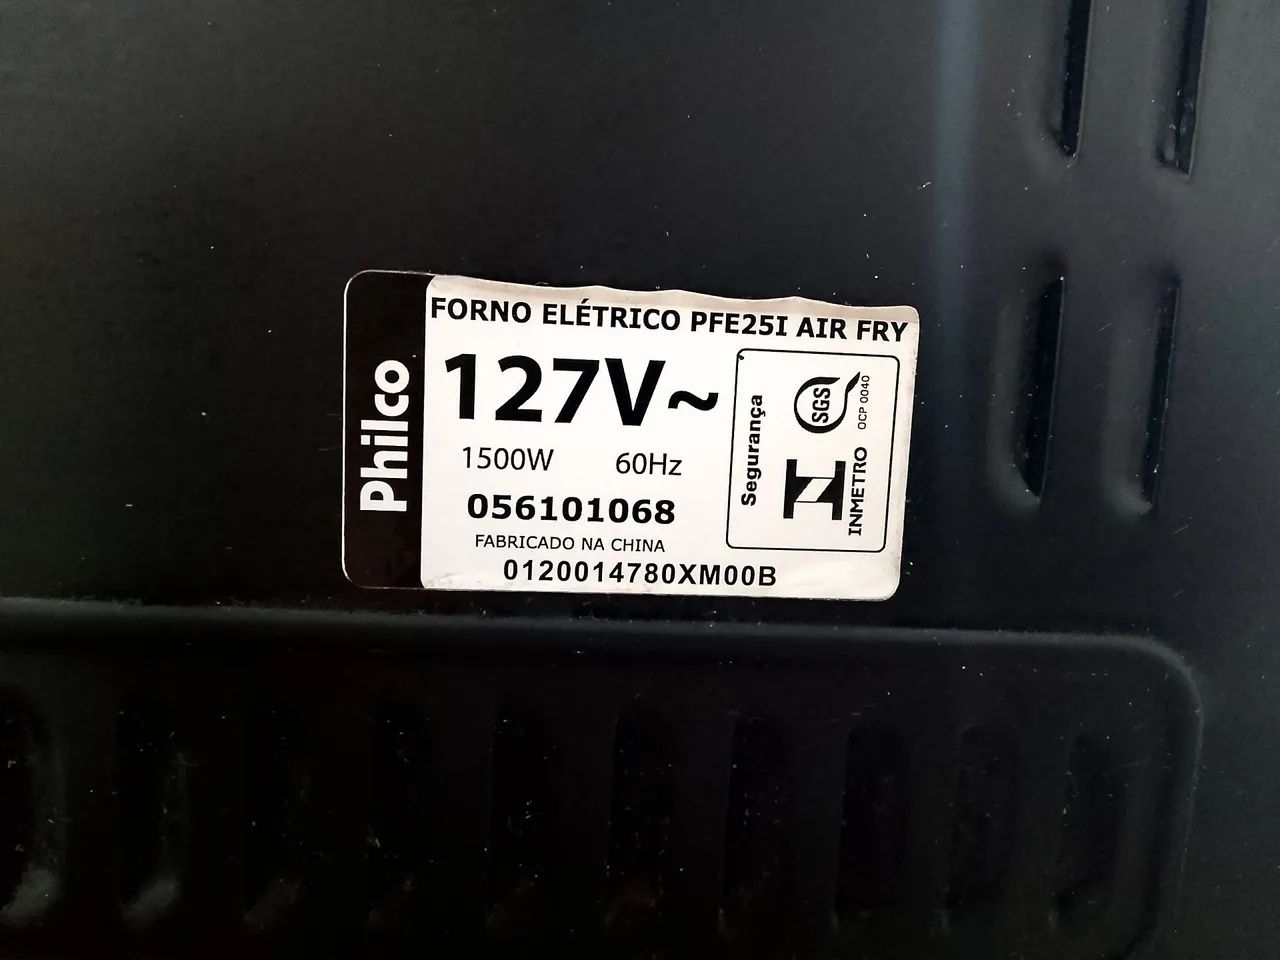 Philco
FORNO ELÉTRICO PFE25I AIR FRY
127V~
1500W 60Hz
056101068
FABRICADO NA CHINA
0120014780XM00B
Segurança
SGS
OCP 0040
INMETRO